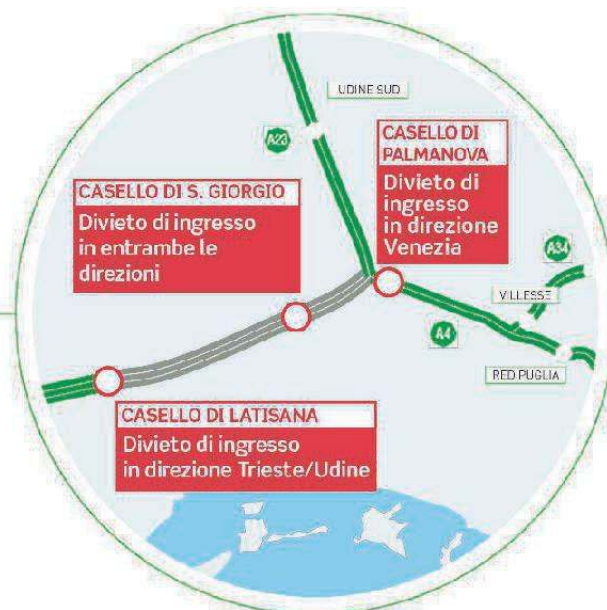 UDINE SUD
A23
CASELLO DI
PALMANOVA
Divieto di
ingresso
in direzione
Venezia
CASELLO DI S. GIORGIO
Divieto di ingresso
in entrambe le
direzioni
A34
VILLESSE
A4
RED PUGLIA
CASELLO DI LATISANA
Divieto di ingresso
in direzione Trieste/Udine